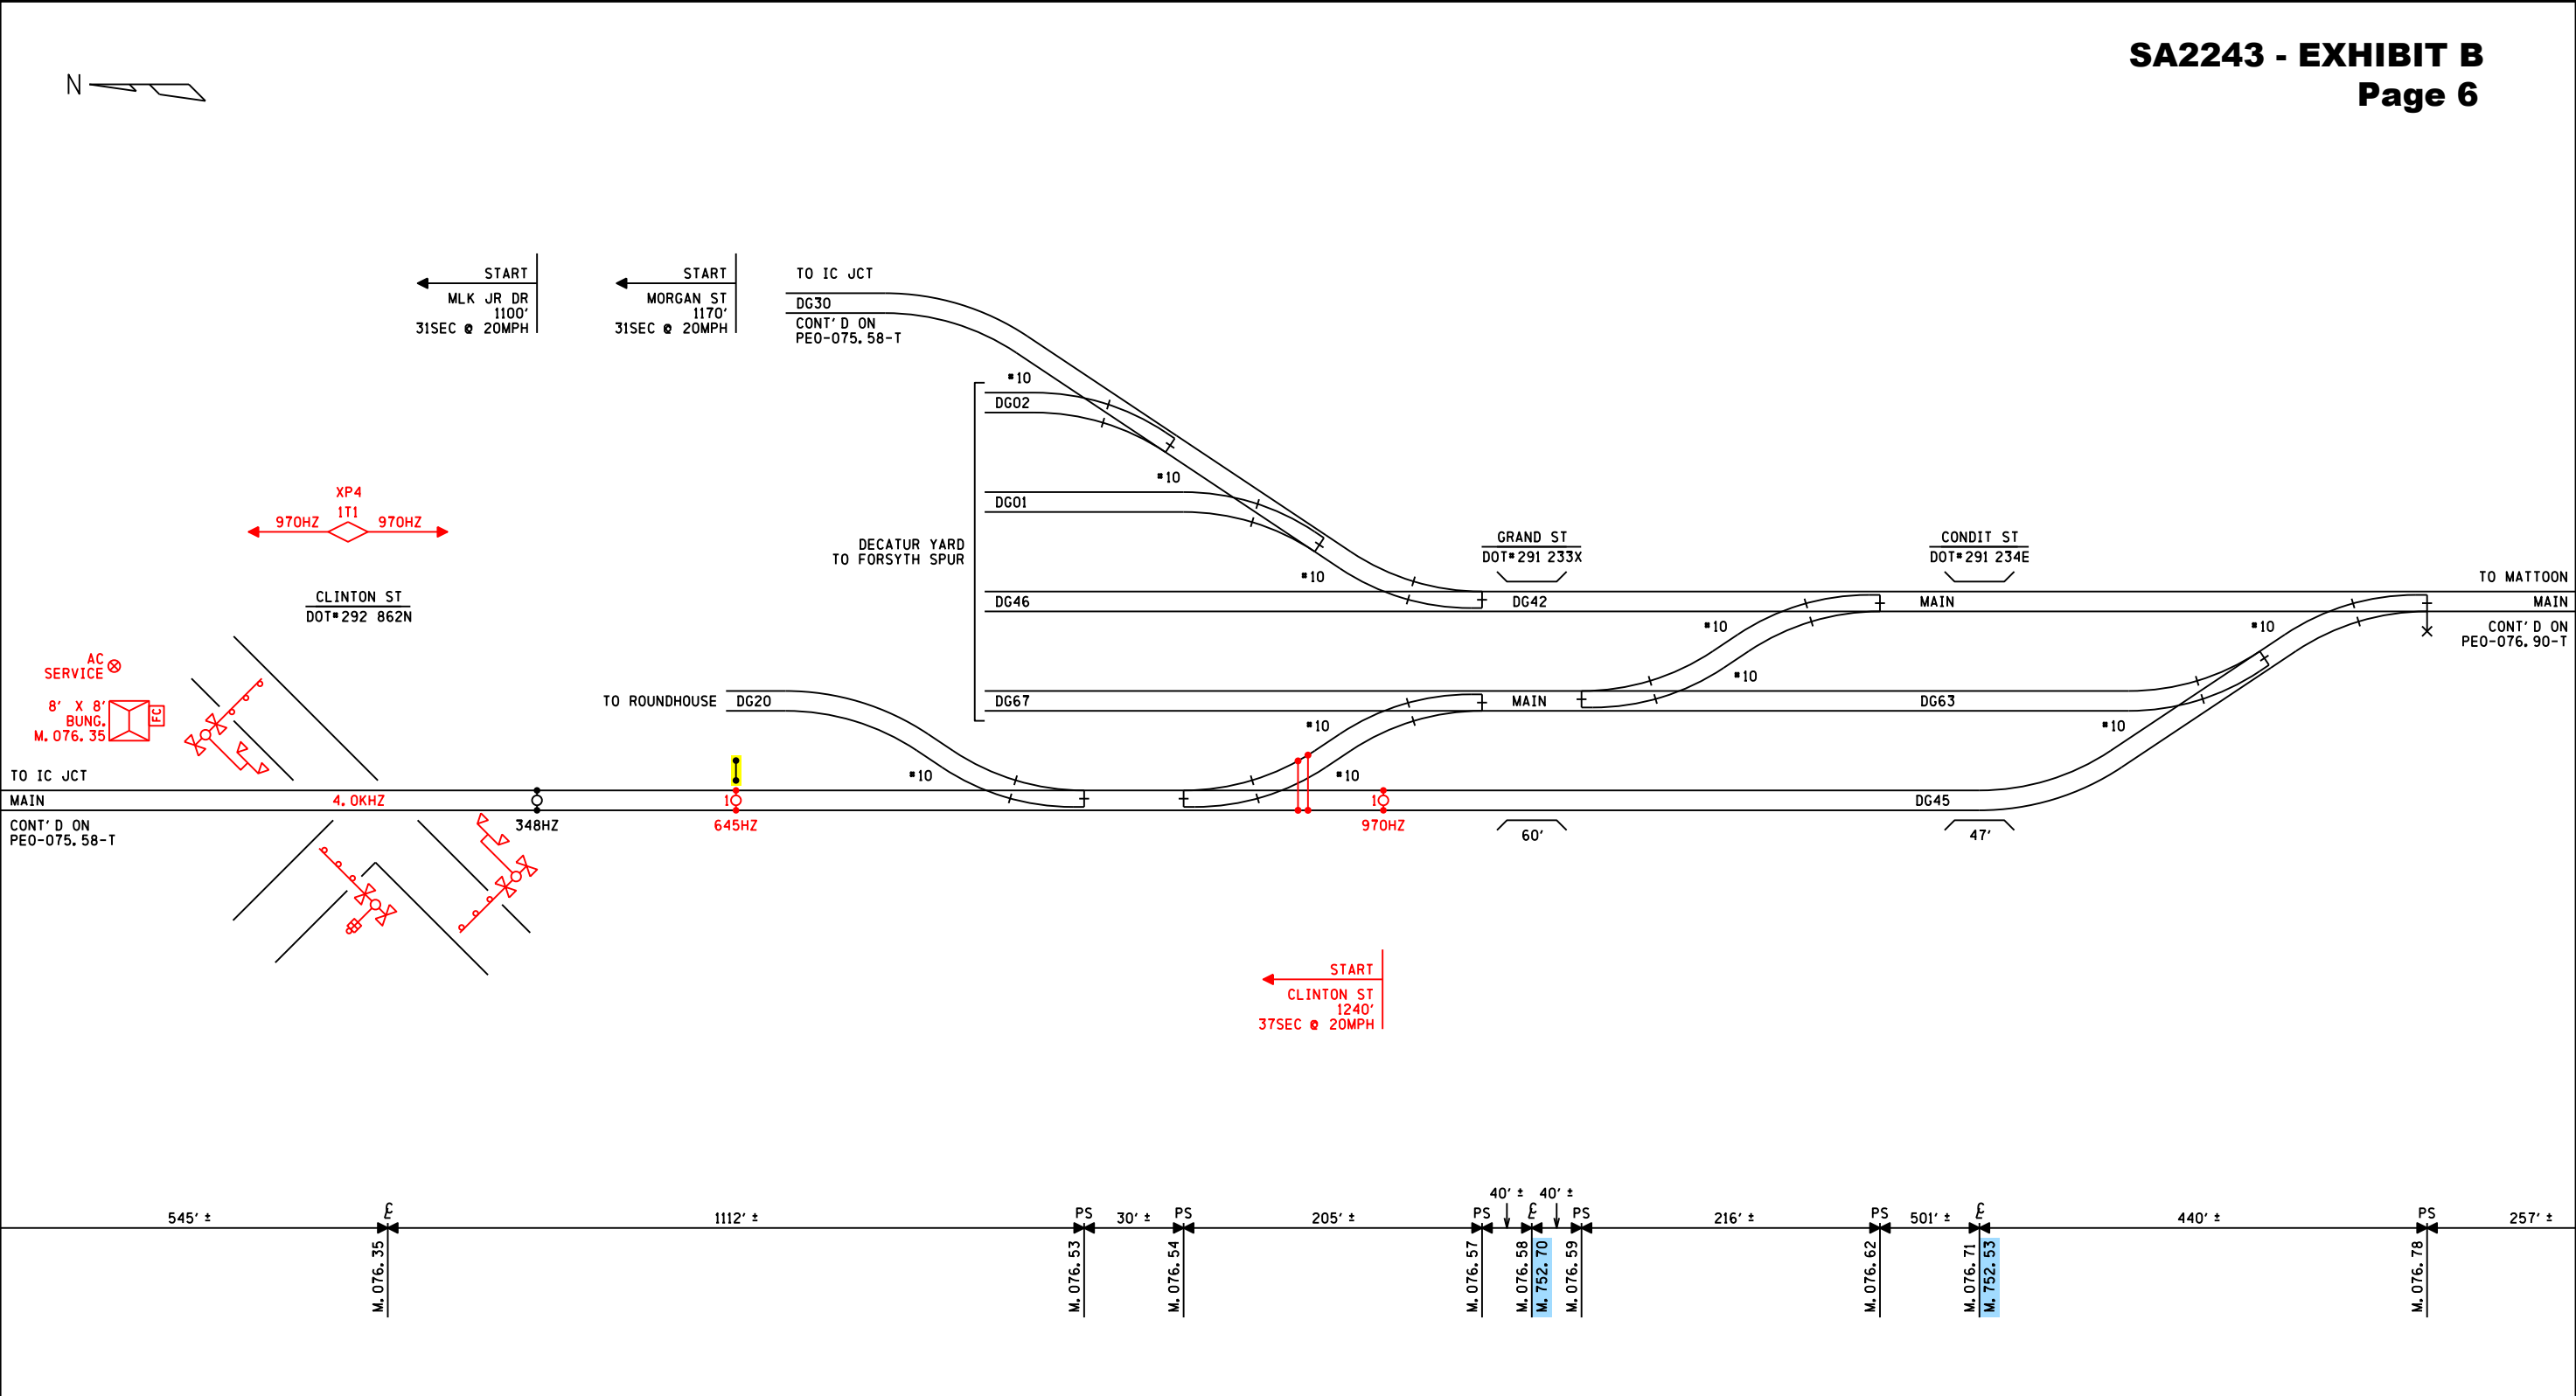 SA2243 - EXHIBIT B
Page 6
N
START
MLK JR DR
1100'
31SEC @ 20MPH
START
MORGAN ST
1170'
31SEC @ 20MPH
TO IC JCT
DG30
CONT'D ON
PEO-075.58-T
#10
DG02
#10
DG01
DECATUR YARD
TO FORSYTH SPUR
#10
DG46
XP4
1T1
970HZ
970HZ
CLINTON ST
DOT#292 862N
GRAND ST
DOT#291 233X
DG42
CONDIT ST
DOT#291 234E
MAIN
TO MATTOON
MAIN
CONT'D ON
PEO-076.90-T
#10
#10
#10
AC
SERVICE
8' X 8'
BUNG.
M.076.35
FC
TO ROUNDHOUSE
DG20
DG67
MAIN
DG63
#10
#10
#10
#10
TO IC JCT
MAIN
CONT'D ON
PEO-075.58-T
4.0KHZ
348HZ
1
645HZ
1
970HZ
DG45
60'
47'
START
CLINTON ST
1240'
37SEC @ 20MPH
545' ±
℄
1112' ±
PS
30' ±
PS
205' ±
PS
40' ±
℄
40' ±
PS
216' ±
PS
501' ±
℄
440' ±
PS
257' ±
M.076.35
M.076.53
M.076.54
M.076.57
M.076.58
M.752.70
M.076.59
M.076.62
M.076.71
M.752.53
M.076.78